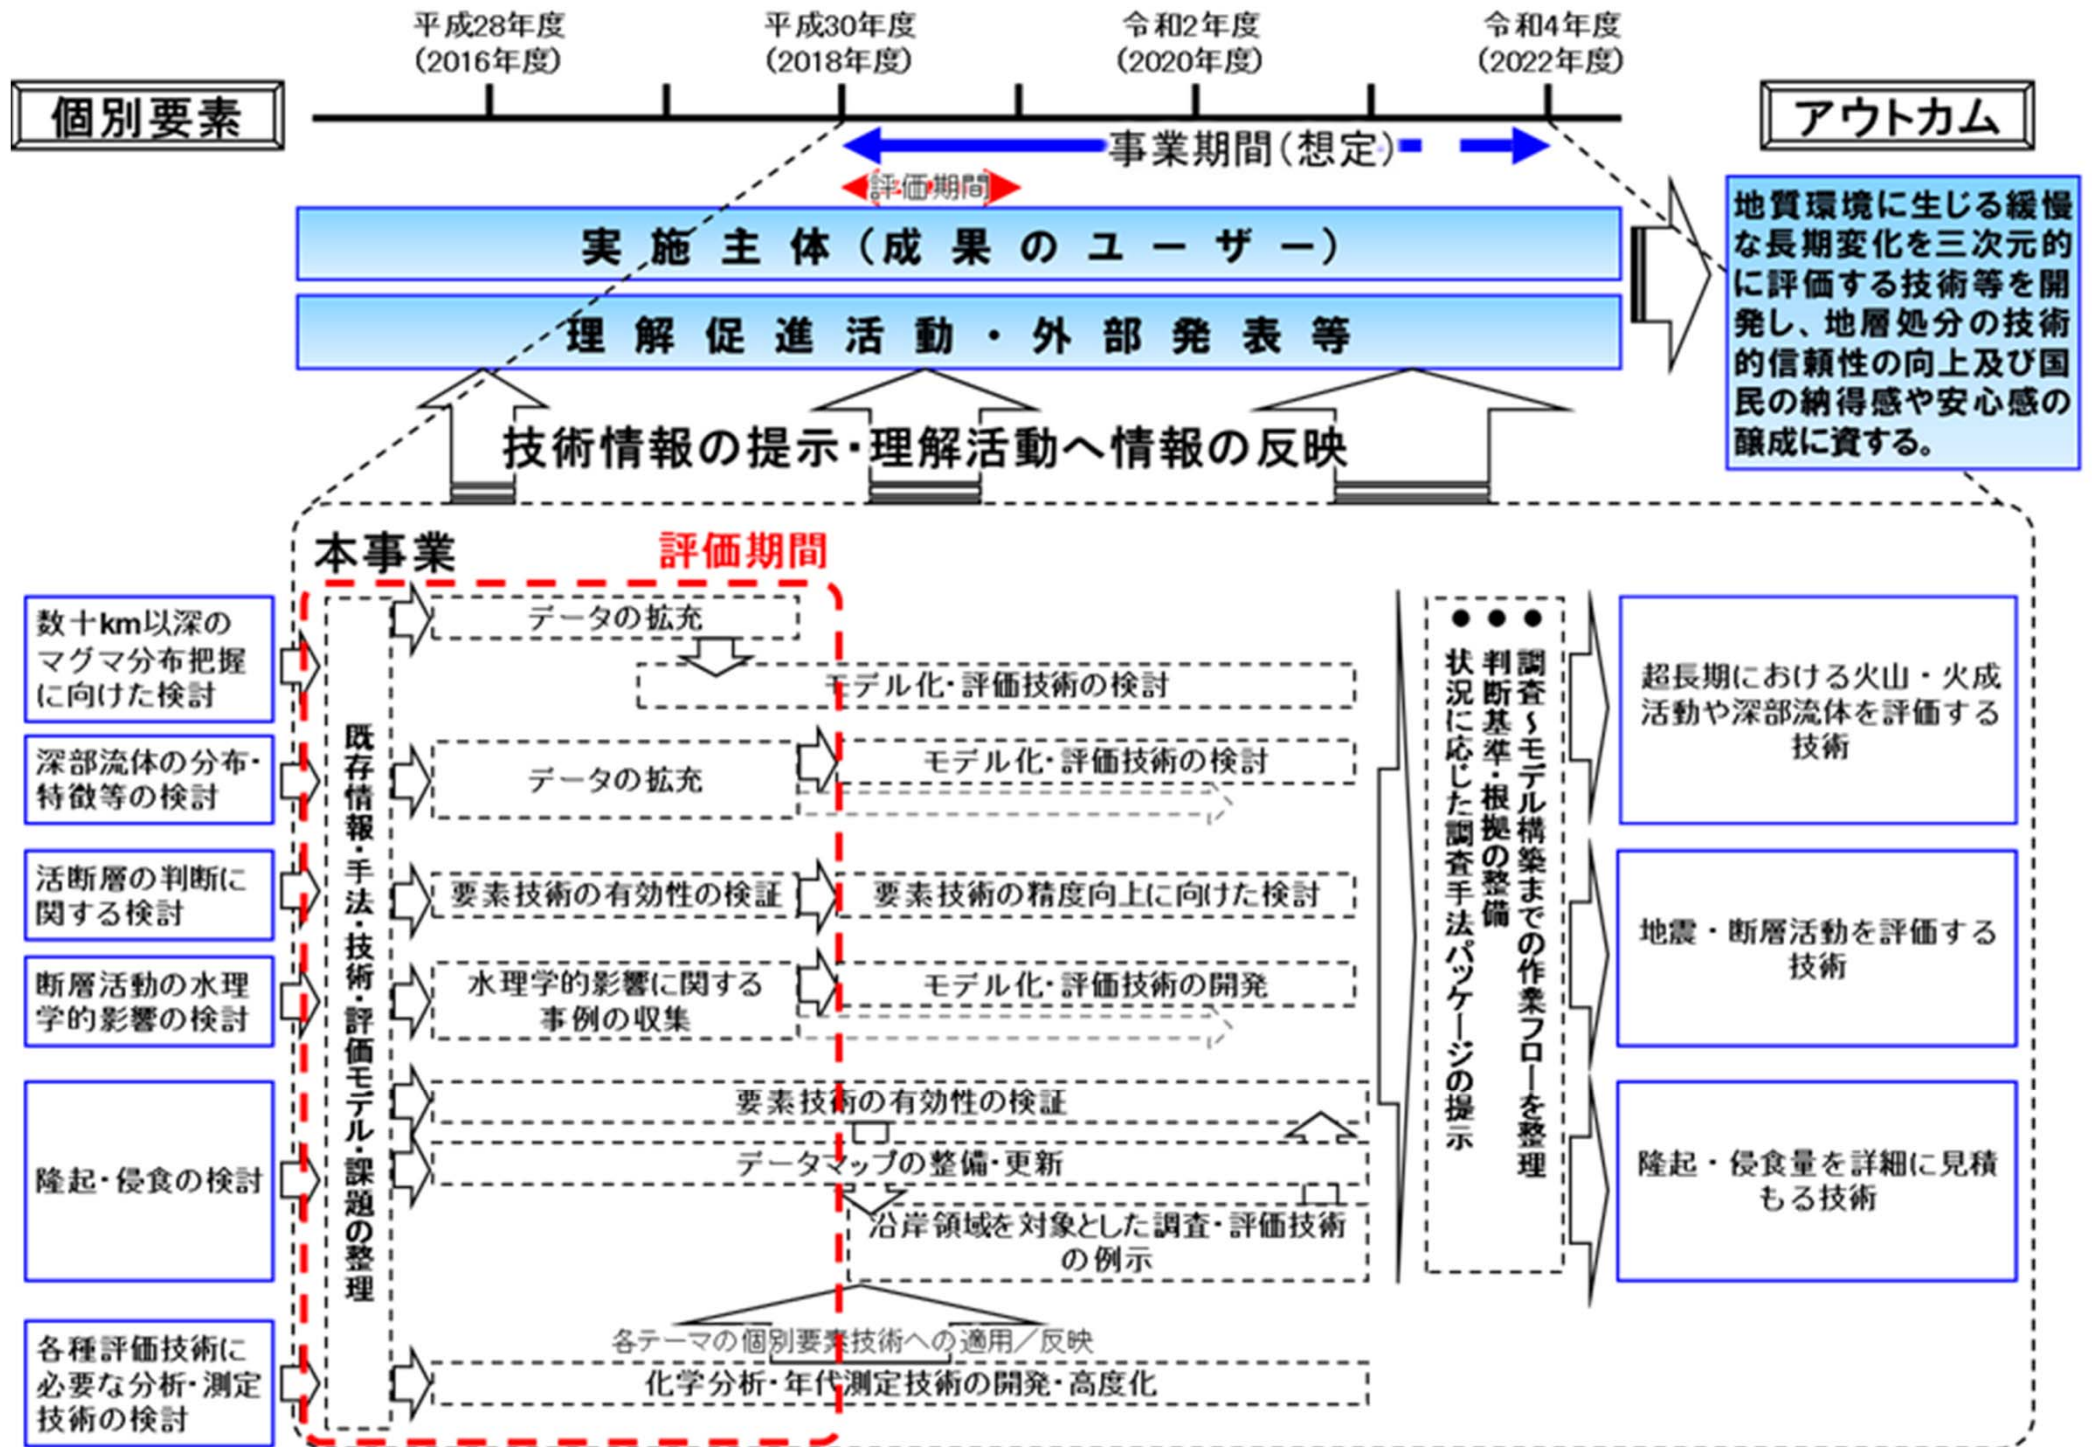 平成28年度
(2016年度)
平成30年度
(2018年度)
令和2年度
(2020年度)
令和4年度
(2022年度)
個別要素
アウトカム
事業期間(想定)
評価期間
実施主体(成果のユーザー)
理解促進活動・外部発表等
地質環境に生じる緩慢
な長期変化を三次元的
に評価する技術等を開
発し、地層処分の技術
的信頼性の向上及び国
民の納得感や安心感の
醸成に資する。
技術情報の提示・理解活動へ情報の反映
本事業
評価期間
数十km以深の
マグマ分布把握
に向けた検討
深部流体の分布・
特徴等の検討
活断層の判断に
関する検討
断層活動の水理
学的影響の検討
隆起・侵食の検討
各種評価技術に
必要な分析・測定
技術の検討
既存情報・手法・技術・評価モデル・課題の整理
データの拡充
モデル化・評価技術の検討
データの拡充
モデル化・評価技術の検討
要素技術の有効性の検証
要素技術の精度向上に向けた検討
水理学的影響に関する
事例の収集
モデル化・評価技術の開発
要素技術の有効性の検証
データマップの整備・更新
沿岸領域を対象とした調査・評価技術
の例示
各テーマの個別要素技術への適用／反映
化学分析・年代測定技術の開発・高度化
● 調査～モデル構築までの作業フローを整理
● 判断基準・根拠の整備
● 状況に応じた調査手法パッケージの提示
超長期における火山・火成
活動や深部流体を評価する
技術
地震・断層活動を評価する
技術
隆起・侵食量を詳細に見積
もる技術